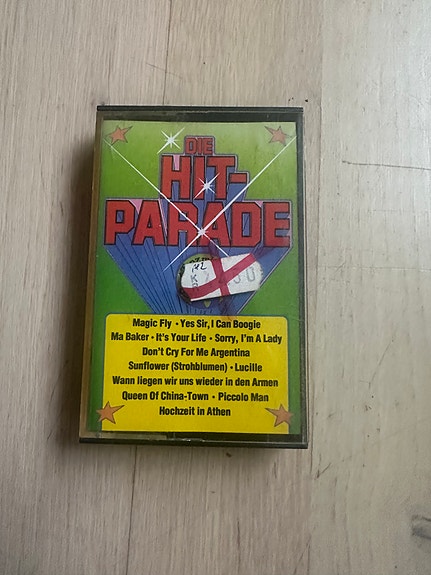 DIE
HIT-
PARADE
Magic Fly • Yes Sir, I Can Boogie
Ma Baker • It's Your Life • Sorry, I'm A Lady
Don't Cry For Me Argentina
Sunflower (Strohblumen) • Lucille
Wann liegen wir uns wieder in den Armen
Queen Of China-Town • Piccolo Man
Hochzeit in Athen